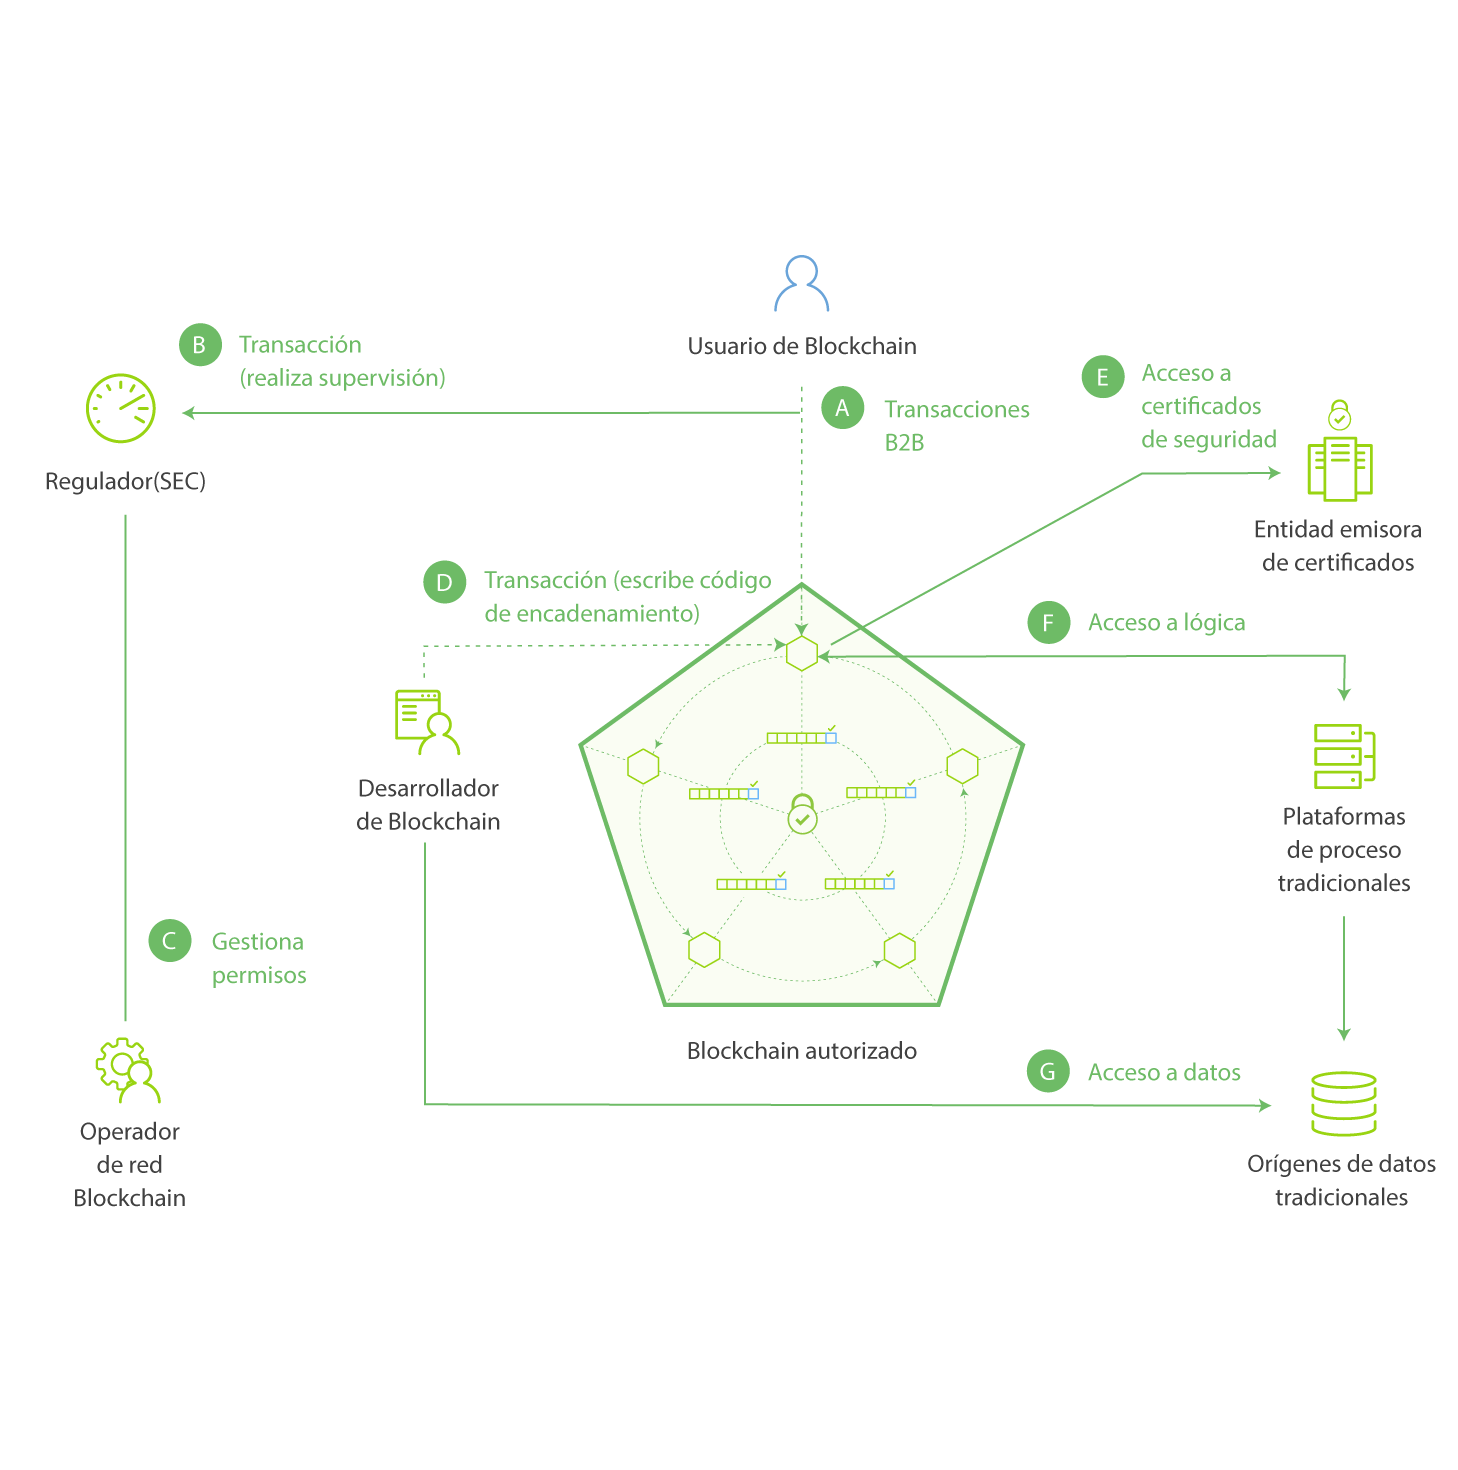 Usuario de Blockchain
B
Transacción
(realiza supervisión)
A
Transacciones
B2B
E
Acceso a
certificados
de seguridad
Regulador(SEC)
Entidad emisora
de certificados
D
Transacción (escribe código
de encadenamiento)
F
Acceso a lógica
Desarrollador
de Blockchain
Plataformas
de proceso
tradicionales
C
Gestiona
permisos
Blockchain autorizado
G
Acceso a datos
Operador
de red
Blockchain
Orígenes de datos
tradicionales